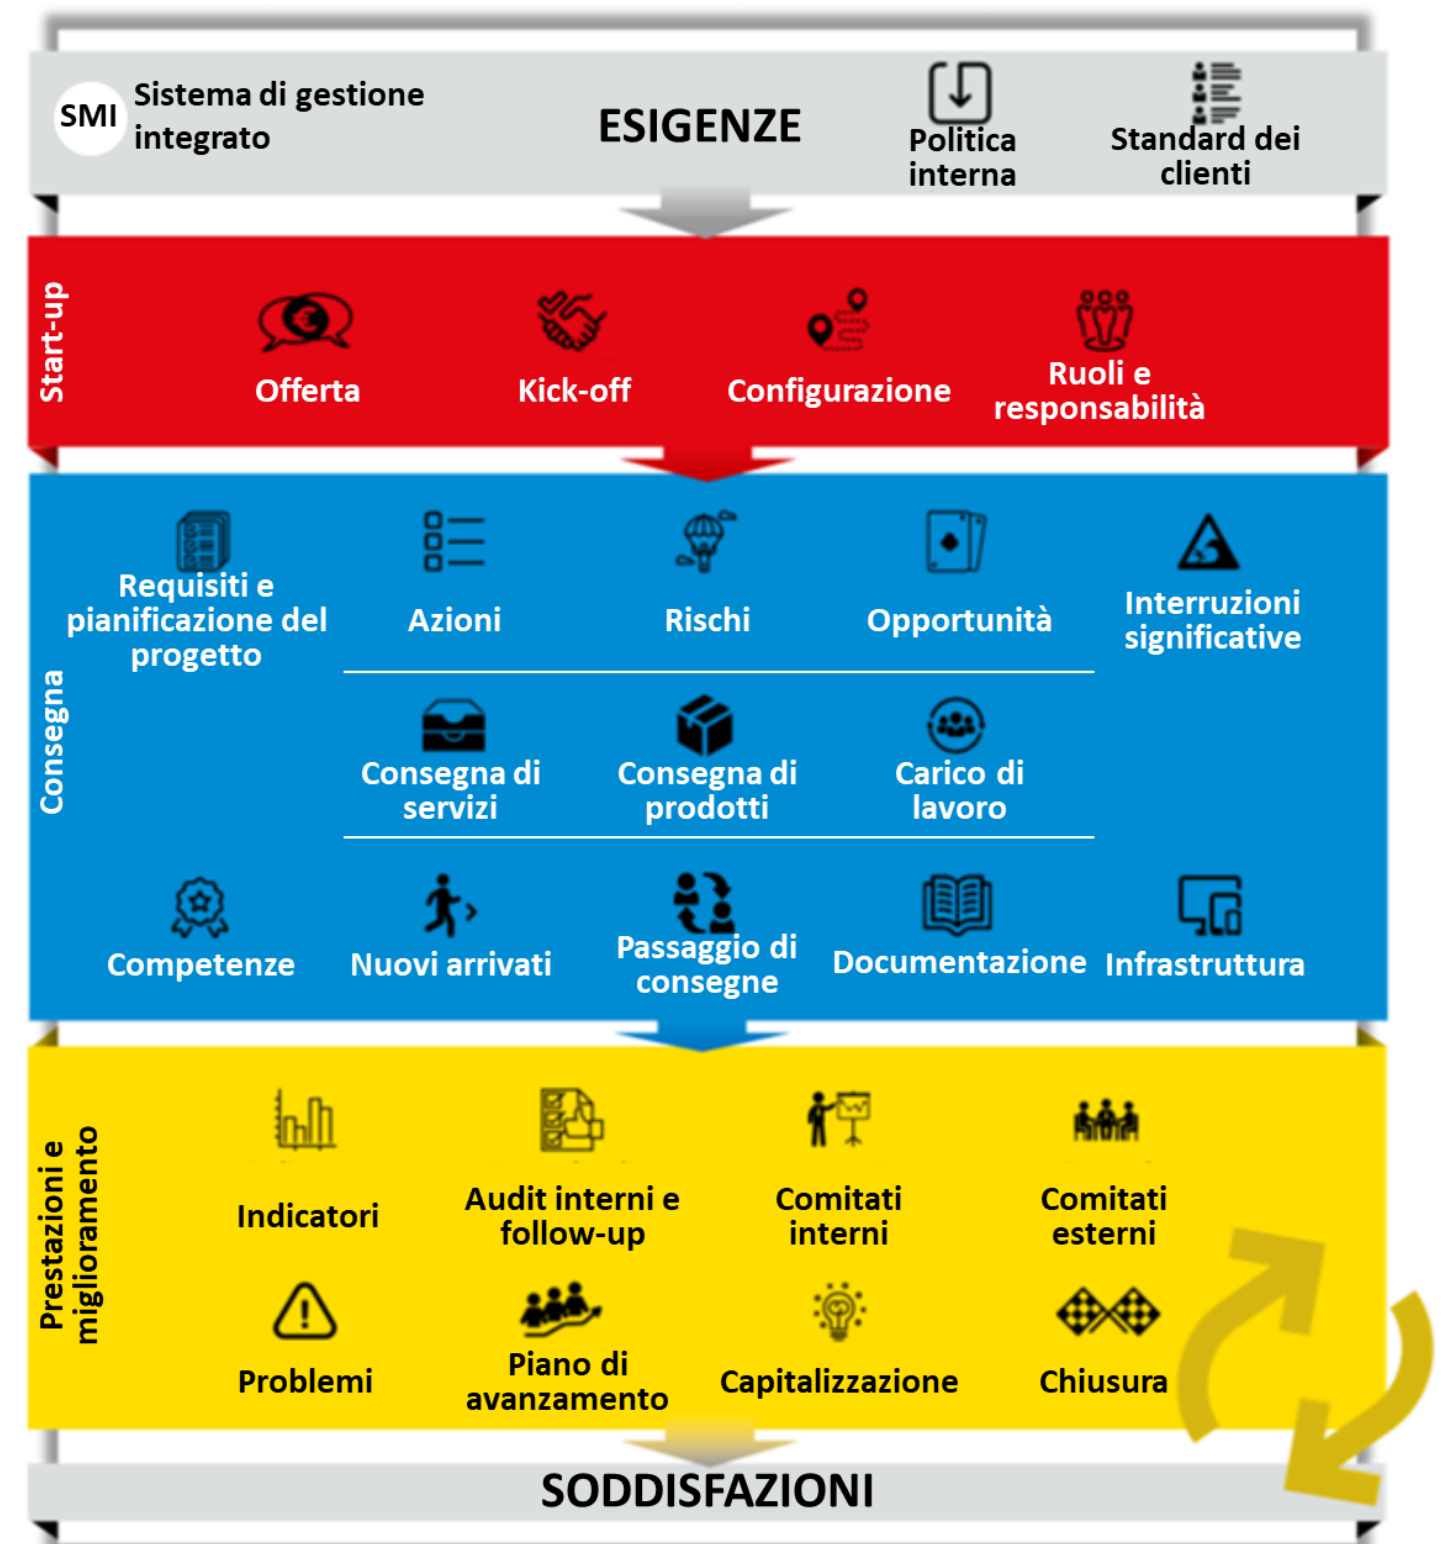 SMI
Sistema di gestione
integrato
ESIGENZE
Politica
interna
Standard dei
clienti
Start-up
Offerta
Kick-off
Configurazione
Ruoli e
responsabilità
Consegna
Requisiti e
pianificazione del
progetto
Azioni
Rischi
Opportunità
Interruzioni
significative
Consegna di
servizi
Consegna di
prodotti
Carico di
lavoro
Competenze
Nuovi arrivati
Passaggio di
consegne
Documentazione
Infrastruttura
Prestazioni e
miglioramento
Indicatori
Audit interni e
follow-up
Comitati
interni
Comitati
esterni
Problemi
Piano di
avanzamento
Capitalizzazione
Chiusura
SODDISFAZIONI